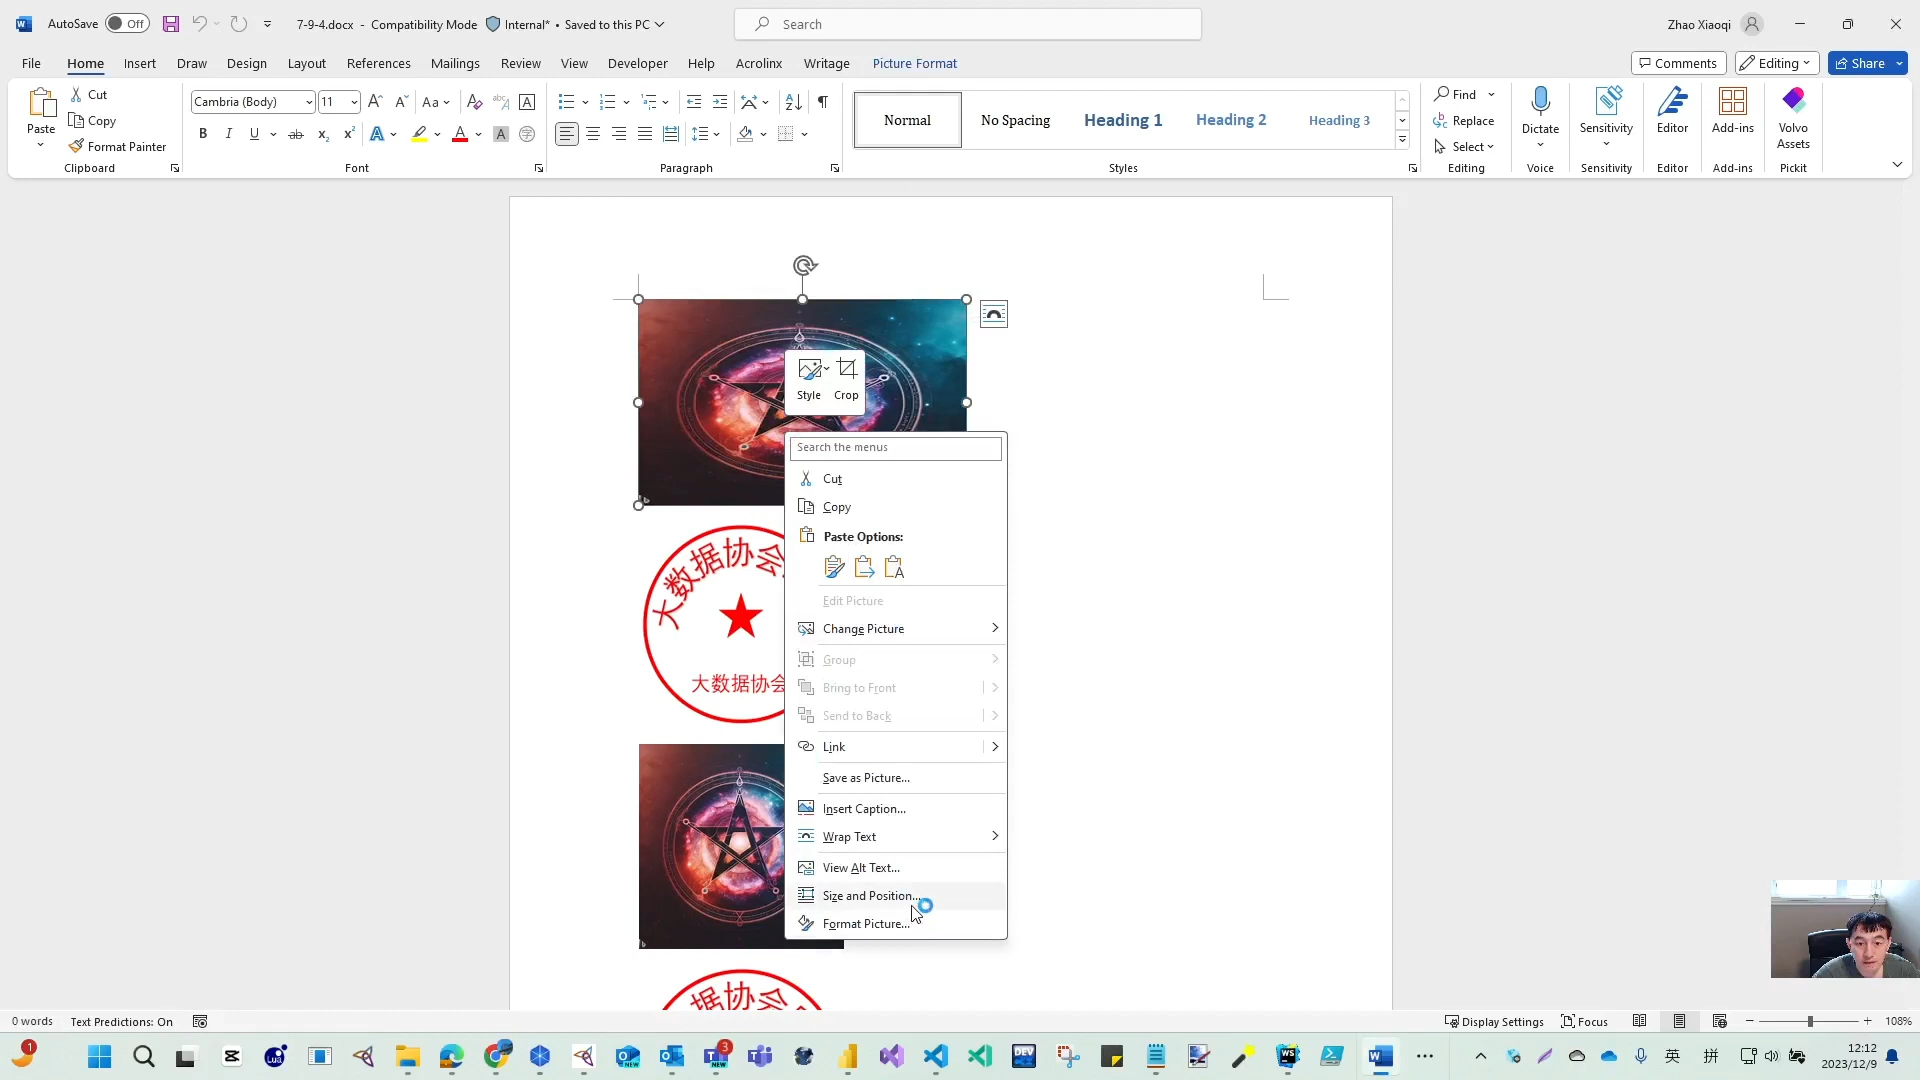 AutoSave Off 7-9-4.docx - Compatibility Mode Internal* • Saved to this PC Search Zhao Xiaoqi
File Home Insert Draw Design Layout References Mailings Review View Developer Help Acrolinx Writage Picture Format Comments Editing Share
Paste
Cut
Copy
Format Painter
Clipboard
Cambria (Body) 11
Font
Paragraph
Normal No Spacing Heading 1 Heading 2 Heading 3
Styles
Find
Replace
Select
Editing
Dictate
Voice
Sensitivity
Sensitivity
Editor
Editor
Add-ins
Add-ins
Volvo
Assets
Pickit
Style Crop
Search the menus
Cut
Copy
Paste Options:
Edit Picture
Change Picture
Group
Bring to Front
Send to Back
Link
Save as Picture...
Insert Caption...
Wrap Text
View Alt Text...
Size and Position...
Format Picture...
大数据协会
大数据协会
据协会
0 words Text Predictions: On Display Settings Focus 108%
1 NEW 3 DEV WS 英 拼 12:12
2023/12/9